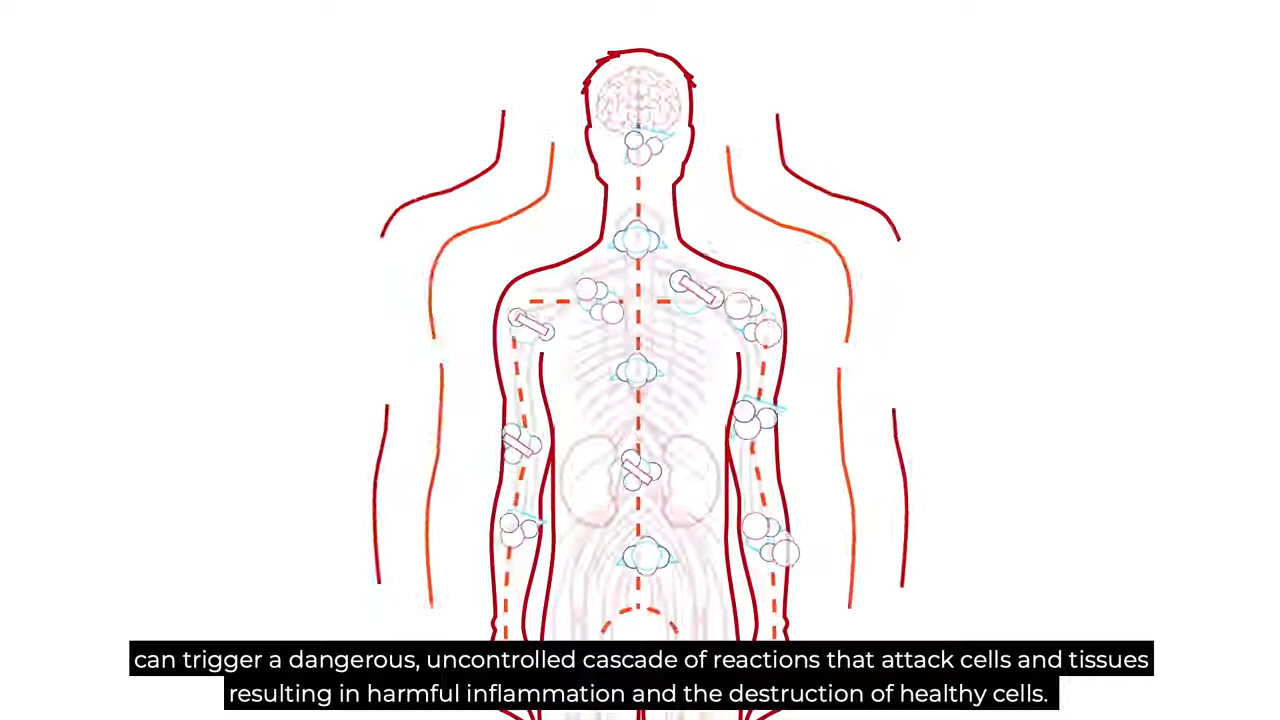 can trigger a dangerous, uncontrolled cascade of reactions that attack cells and tissues
resulting in harmful inflammation and the destruction of healthy cells.